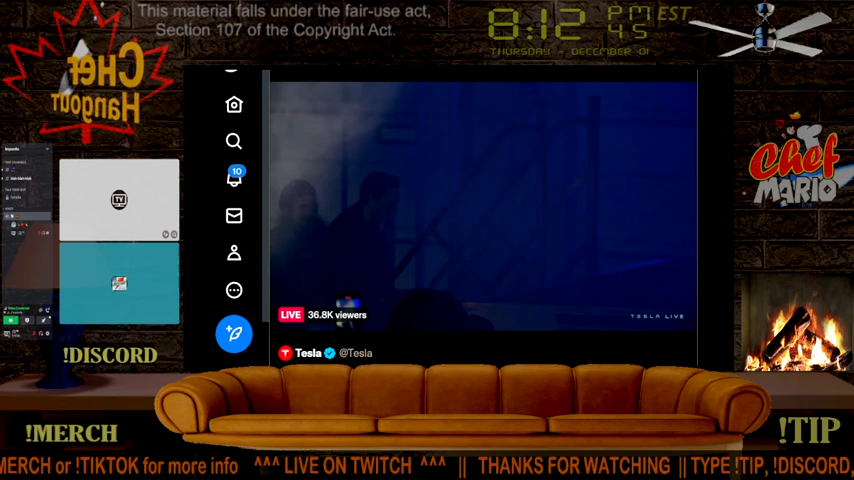 This material falls under the fair-use act,
Section 107 of the Copyright Act.
8:12 PM EST
45
THURSDAY - DECEMBER 01
Chef
Hangout
TV
10
Chef
MARIO
LIVE 36.8K viewers
TESLA LIVE
Tesla @Tesla
!DISCORD
!MERCH
!TIP
MERCH or !TIKTOK for more info ^^^ LIVE ON TWITCH ^^^ || THANKS FOR WATCHING || TYPE !TIP, !DISCORD,